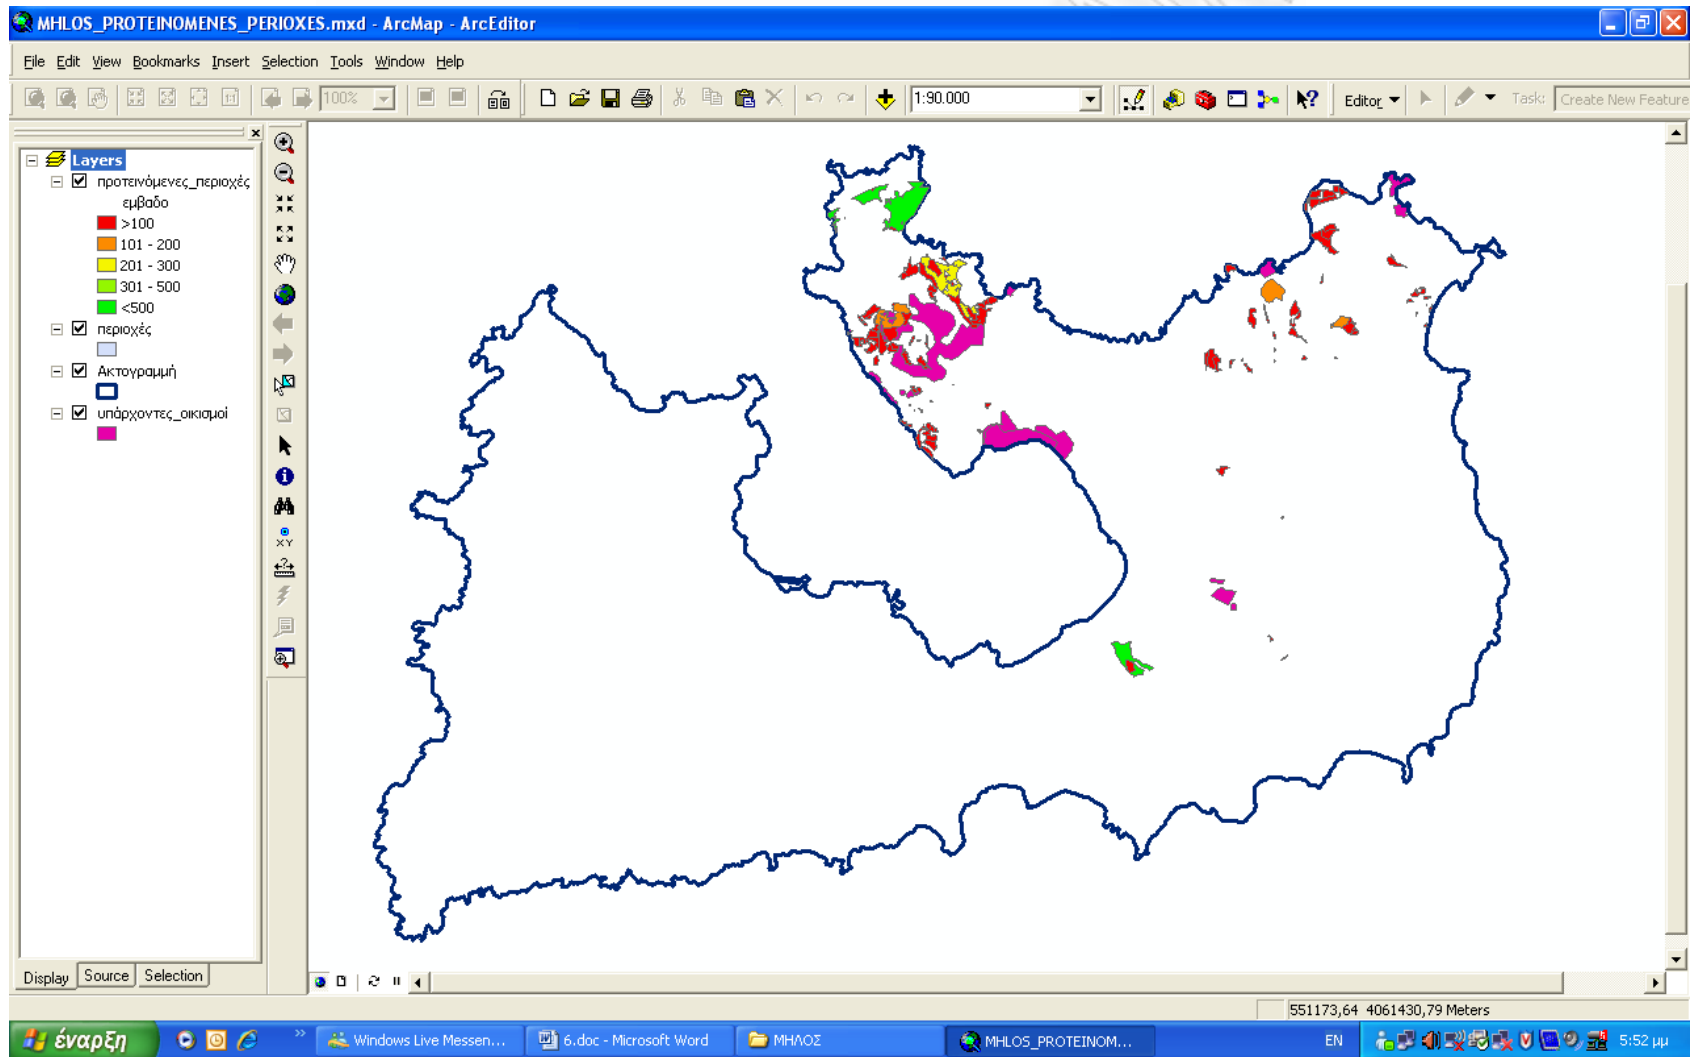 MHLOS_PROTEINOMENES_PERIOXES.mxd - ArcMap - ArcEditor
File Edit View Bookmarks Insert Selection Tools Window Help
100% 1:90.000 Editor Task: Create New Feature
Layers
προτεινόμενες_περιοχές
εμβαδο
>100
101 - 200
201 - 300
301 - 500
<500
περιοχές
Ακτογραμμή
υπάρχοντες_οικισμοί
Display Source Selection
551173,64 4061430,79 Meters
έναρξη » Windows Live Messen... 6.doc - Microsoft Word ΜΗΛΟΣ MHLOS_PROTEINOM... EN 5:52 μμ